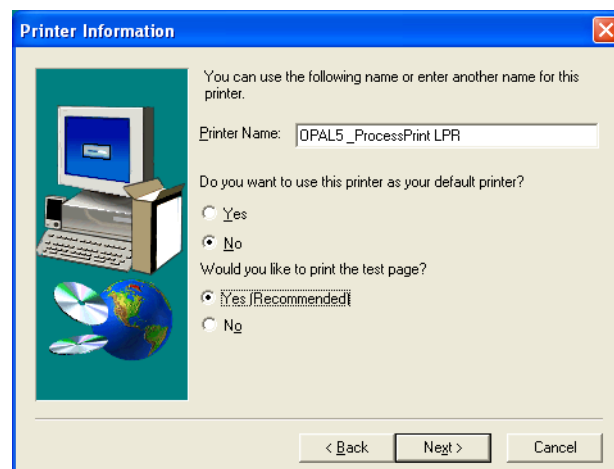 Printer Information
You can use the following name or enter another name for this
printer.
Printer Name: OPAL5 _ProcessPrint LPR
Do you want to use this printer as your default printer?
Yes
No
Would you like to print the test page?
Yes (Recommended)
No
< Back Next > Cancel